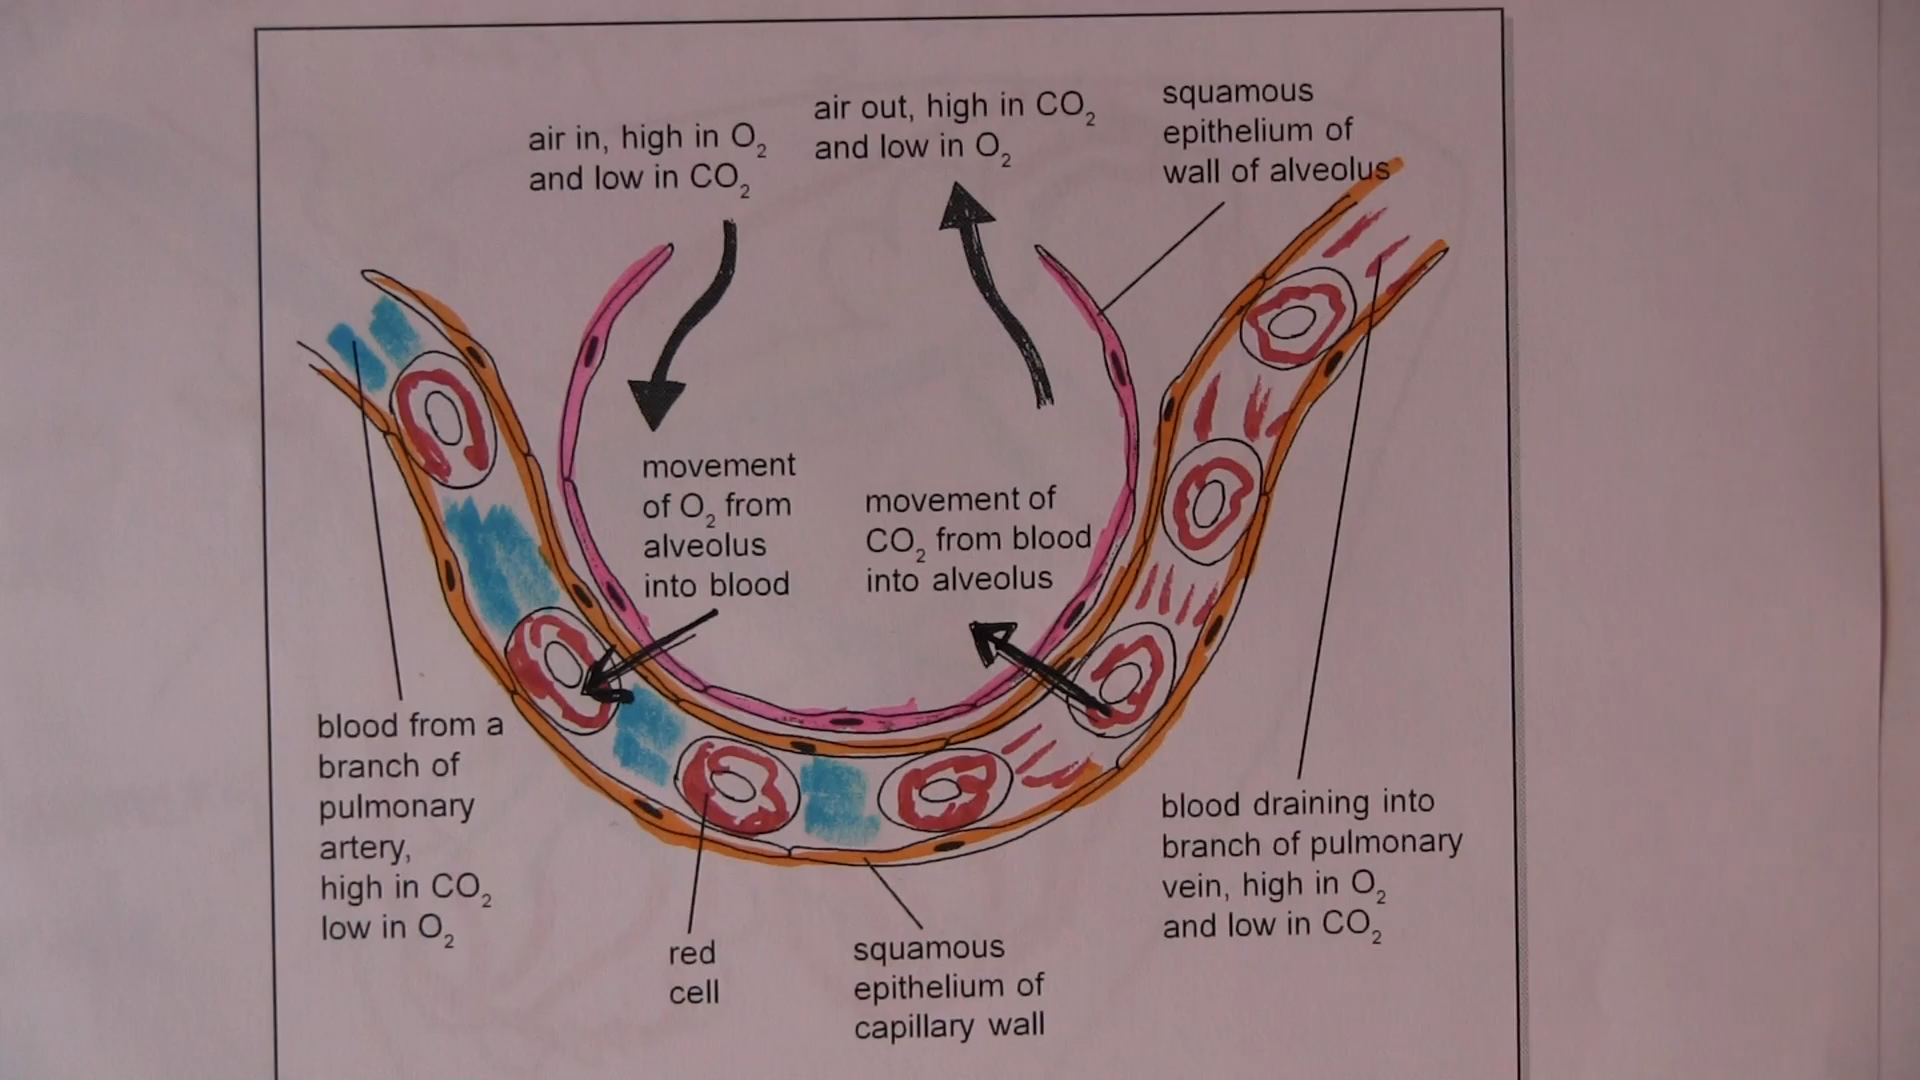 air in, high in O₂
and low in CO₂
air out, high in CO₂
and low in O₂
squamous
epithelium of
wall of alveolus
movement
of O₂ from
alveolus
into blood
movement of
CO₂ from blood
into alveolus
blood from a
branch of
pulmonary
artery,
high in CO₂
low in O₂
red
cell
squamous
epithelium of
capillary wall
blood draining into
branch of pulmonary
vein, high in O₂
and low in CO₂